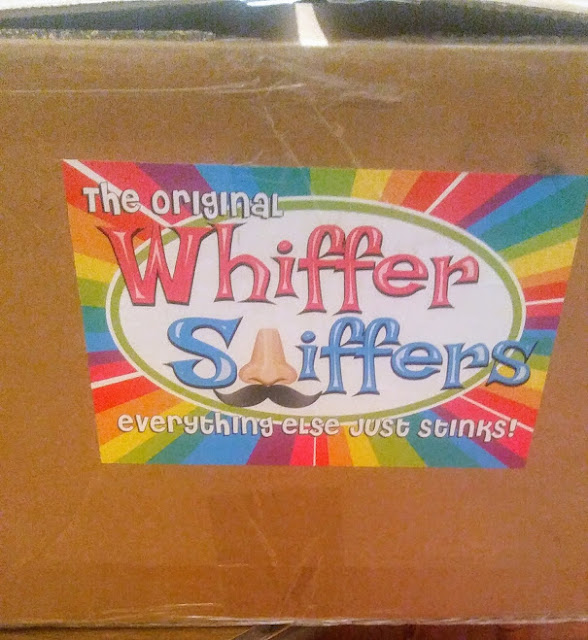 The original
Whiffer
Sniffers
everything else just stinks!